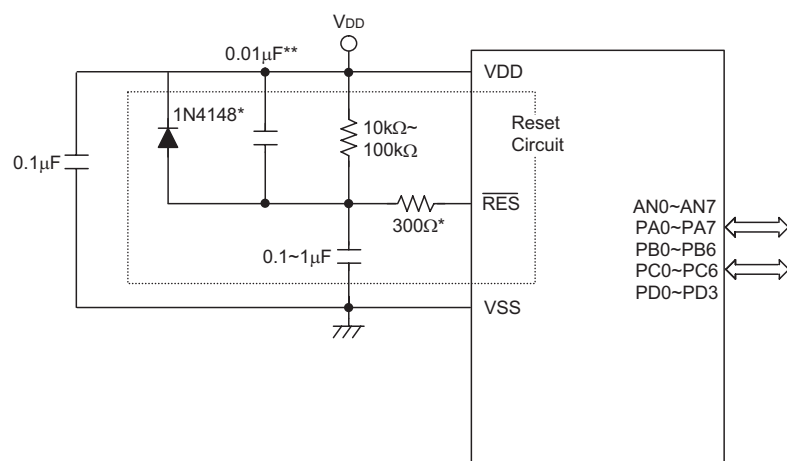 VDD
0.01μF**
VDD
1N4148*
10kΩ~
100kΩ
Reset
Circuit
0.1μF
RES
300Ω*
AN0~AN7
PA0~PA7
PB0~PB6
PC0~PC6
PD0~PD3
0.1~1μF
VSS